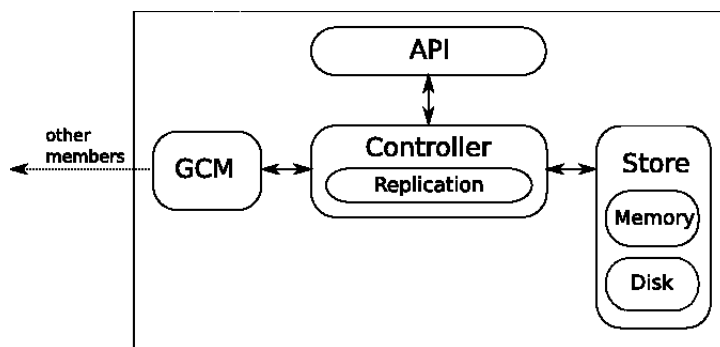 API
other
members
GCM
Controller
Replication
Store
Memory
Disk